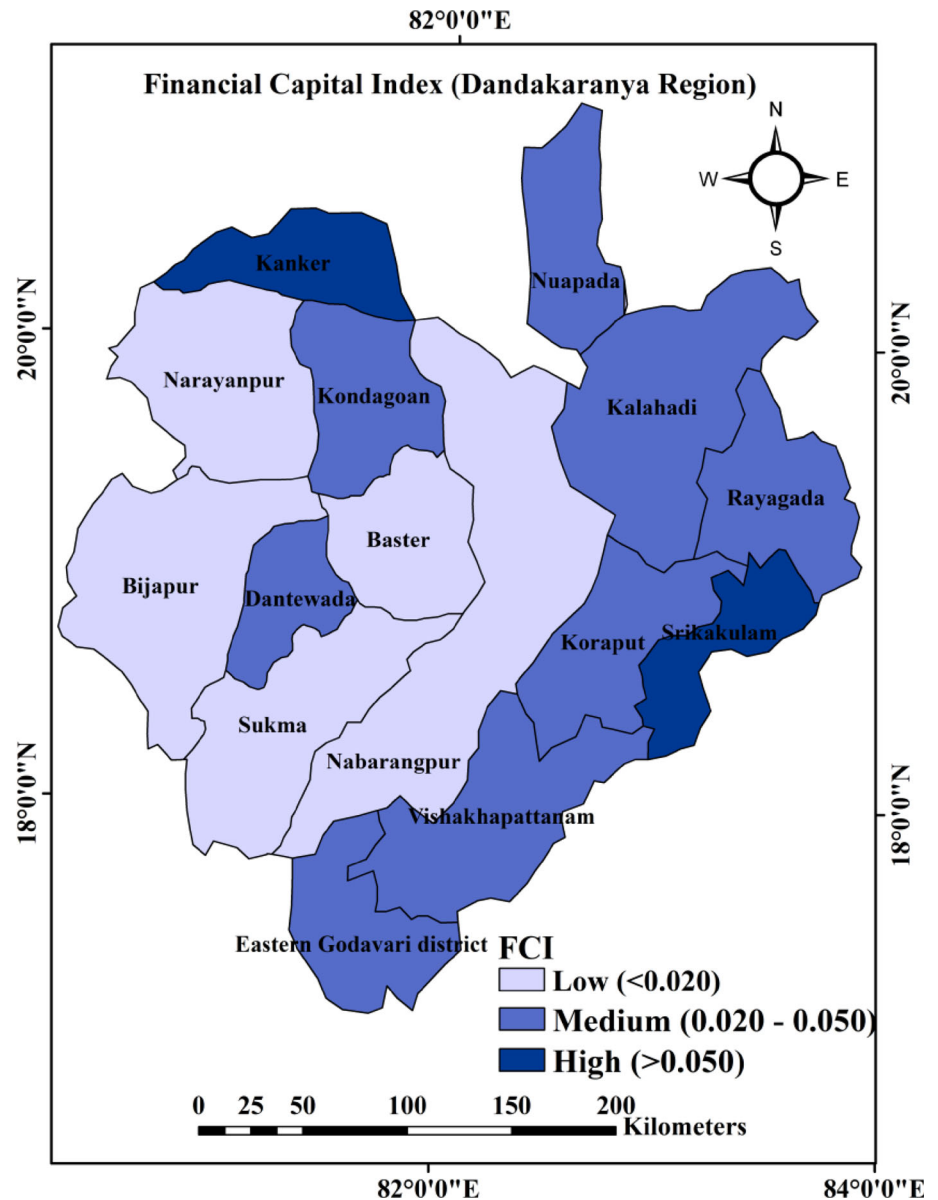 82°0'0"E
Financial Capital Index (Dandakaranya Region)
N
W
E
S
Kanker
Nuapada
20°0'0"N
20°0'0"N
Narayanpur
Kondagoan
Kalahadi
Rayagada
Baster
Bijapur
Dantewada
Srikakulam
Koraput
Sukma
Nabarangpur
18°0'0"N
18°0'0"N
Vishakhapattanam
Eastern Godavari district
FCI
Low (<0.020)
Medium (0.020 - 0.050)
High (>0.050)
0 25 50 100 150 200
Kilometers
82°0'0"E
84°0'0"E